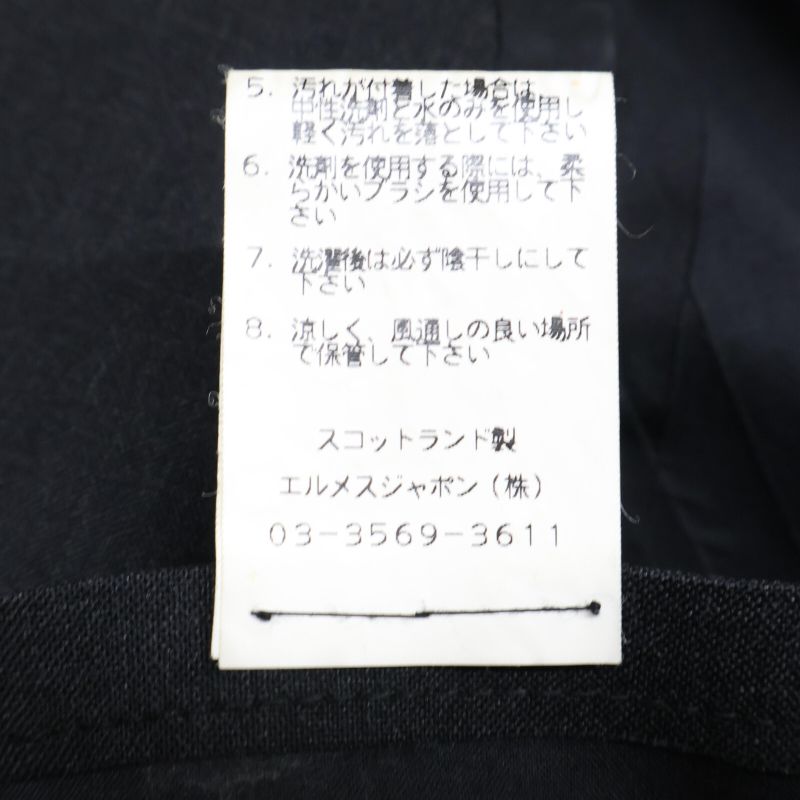 5. 汚れが付着した場合は、
中性洗剤と水のみを使用し
軽く汚れを落として下さい
6. 洗剤を使用する際には、柔
らかいブラシを使用して下
さい
7. 洗濯後は必ず陰干しにして
下さい
8. 涼しく、風通しの良い場所
で保管して下さい
スコットランド製
エルメスジャポン(株)
03-3569-3611